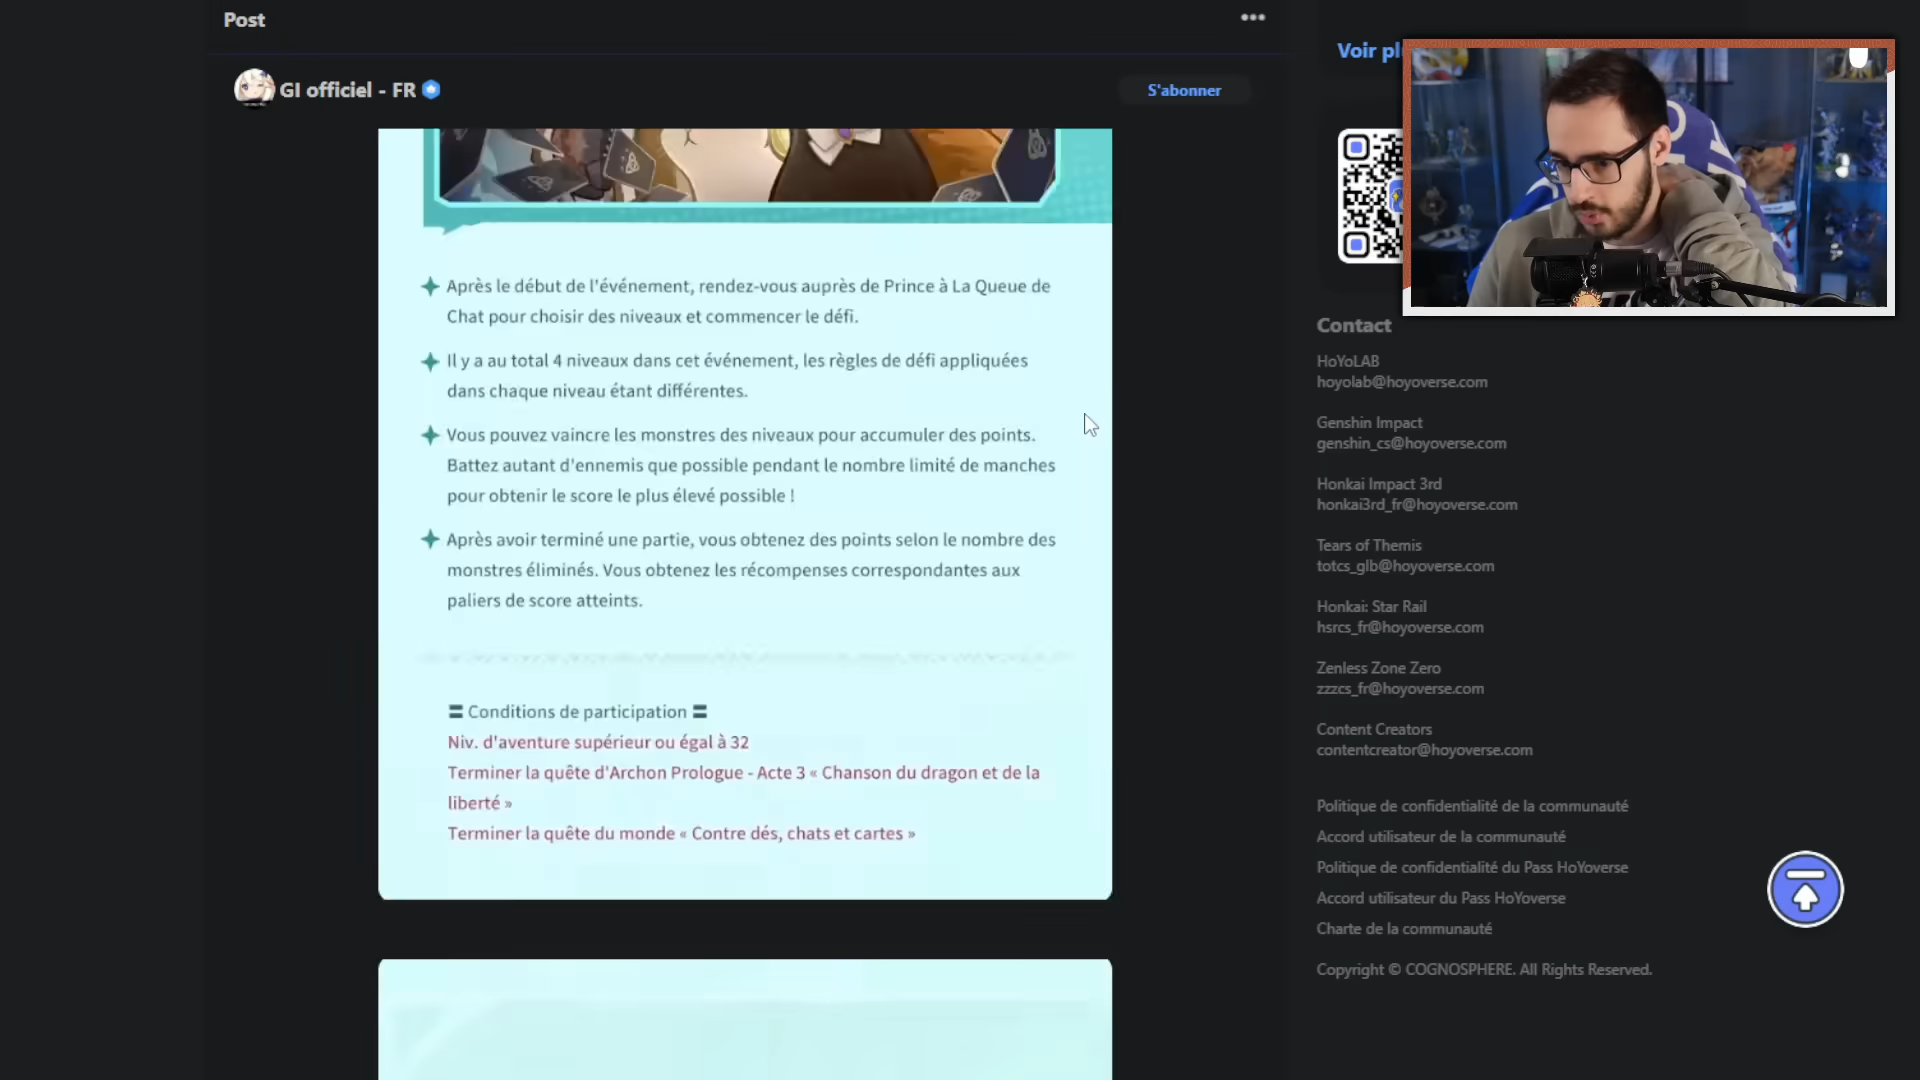 Post
GI officiel - FR
S'abonner
Après le début de l'événement, rendez-vous auprès de Prince à La Queue de
Chat pour choisir des niveaux et commencer le défi.
Il y a au total 4 niveaux dans cet événement, les règles de défi appliquées
dans chaque niveau étant différentes.
Vous pouvez vaincre les monstres des niveaux pour accumuler des points.
Battez autant d'ennemis que possible pendant le nombre limité de manches
pour obtenir le score le plus élevé possible !
Après avoir terminé une partie, vous obtenez des points selon le nombre des
monstres éliminés. Vous obtenez les récompenses correspondantes aux
paliers de score atteints.
〓 Conditions de participation 〓
Niv. d'aventure supérieur ou égal à 32
Terminer la quête d'Archon Prologue - Acte 3 « Chanson du dragon et de la
liberté »
Terminer la quête du monde « Contre dés, chats et cartes »
Voir
Contact
HoYoLAB
hoyolab@hoyoverse.com
Genshin Impact
genshin_cs@hoyoverse.com
Honkai Impact 3rd
honkai3rd_fr@hoyoverse.com
Tears of Themis
totcs_glb@hoyoverse.com
Honkai: Star Rail
hsrcs_fr@hoyoverse.com
Zenless Zone Zero
zzzcs_fr@hoyoverse.com
Content Creators
contentcreator@hoyoverse.com
Politique de confidentialité de la communauté
Accord utilisateur de la communauté
Politique de confidentialité du Pass HoYoverse
Accord utilisateur du Pass HoYoverse
Charte de la communauté
Copyright © COGNOSPHERE. All Rights Reserved.